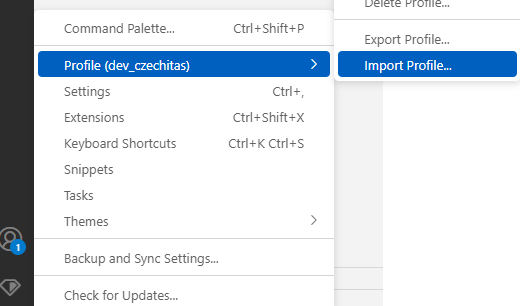 Delete Profile...
Export Profile...
Import Profile...
Command Palette... Ctrl+Shift+P
Profile (dev_czechitas)
Settings Ctrl+,
Extensions Ctrl+Shift+X
Keyboard Shortcuts Ctrl+K Ctrl+S
Snippets
Tasks
Themes
Backup and Sync Settings...
Check for Updates...
1